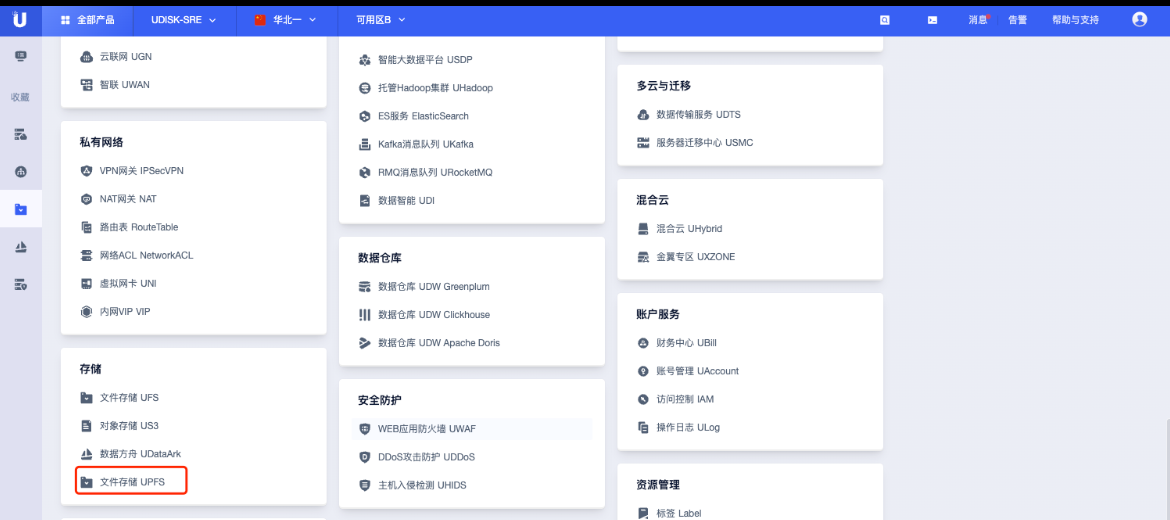 全部产品
UDISK-SRE
华北一
可用区B
消息
告警
帮助与支持
收藏
云联网 UGN
智联 UWAN
私有网络
VPN网关 IPSecVPN
NAT网关 NAT
路由表 RouteTable
网络ACL NetworkACL
虚拟网卡 UNI
内网VIP VIP
存储
文件存储 UFS
对象存储 US3
数据方舟 UDataArk
文件存储 UPFS
智能大数据平台 USDP
托管Hadoop集群 UHadoop
ES服务 ElasticSearch
Kafka消息队列 UKafka
RMQ消息队列 URocketMQ
数据智能 UDI
数据仓库
数据仓库 UDW Greenplum
数据仓库 UDW Clickhouse
数据仓库 UDW Apache Doris
安全防护
WEB应用防火墙 UWAF
DDoS攻击防护 UDDoS
主机入侵检测 UHIDS
多云与迁移
数据传输服务 UDTS
服务器迁移中心 USMC
混合云
混合云 UHybrid
金翼专区 UXZONE
账户服务
财务中心 UBill
账号管理 UAccount
访问控制 IAM
操作日志 ULog
资源管理
标签 Label